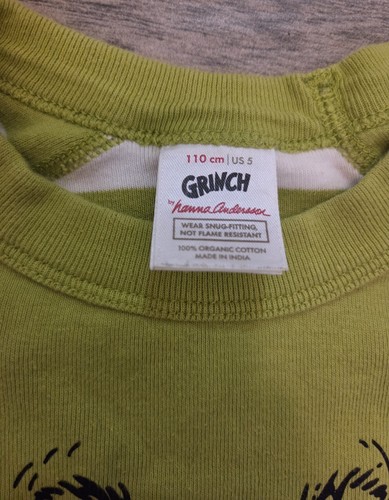 110 cm | US 5
GRINCH
by hanna andersson
WEAR SNUG-FITTING,
NOT FLAME RESISTANT
100% ORGANIC COTTON
MADE IN INDIA